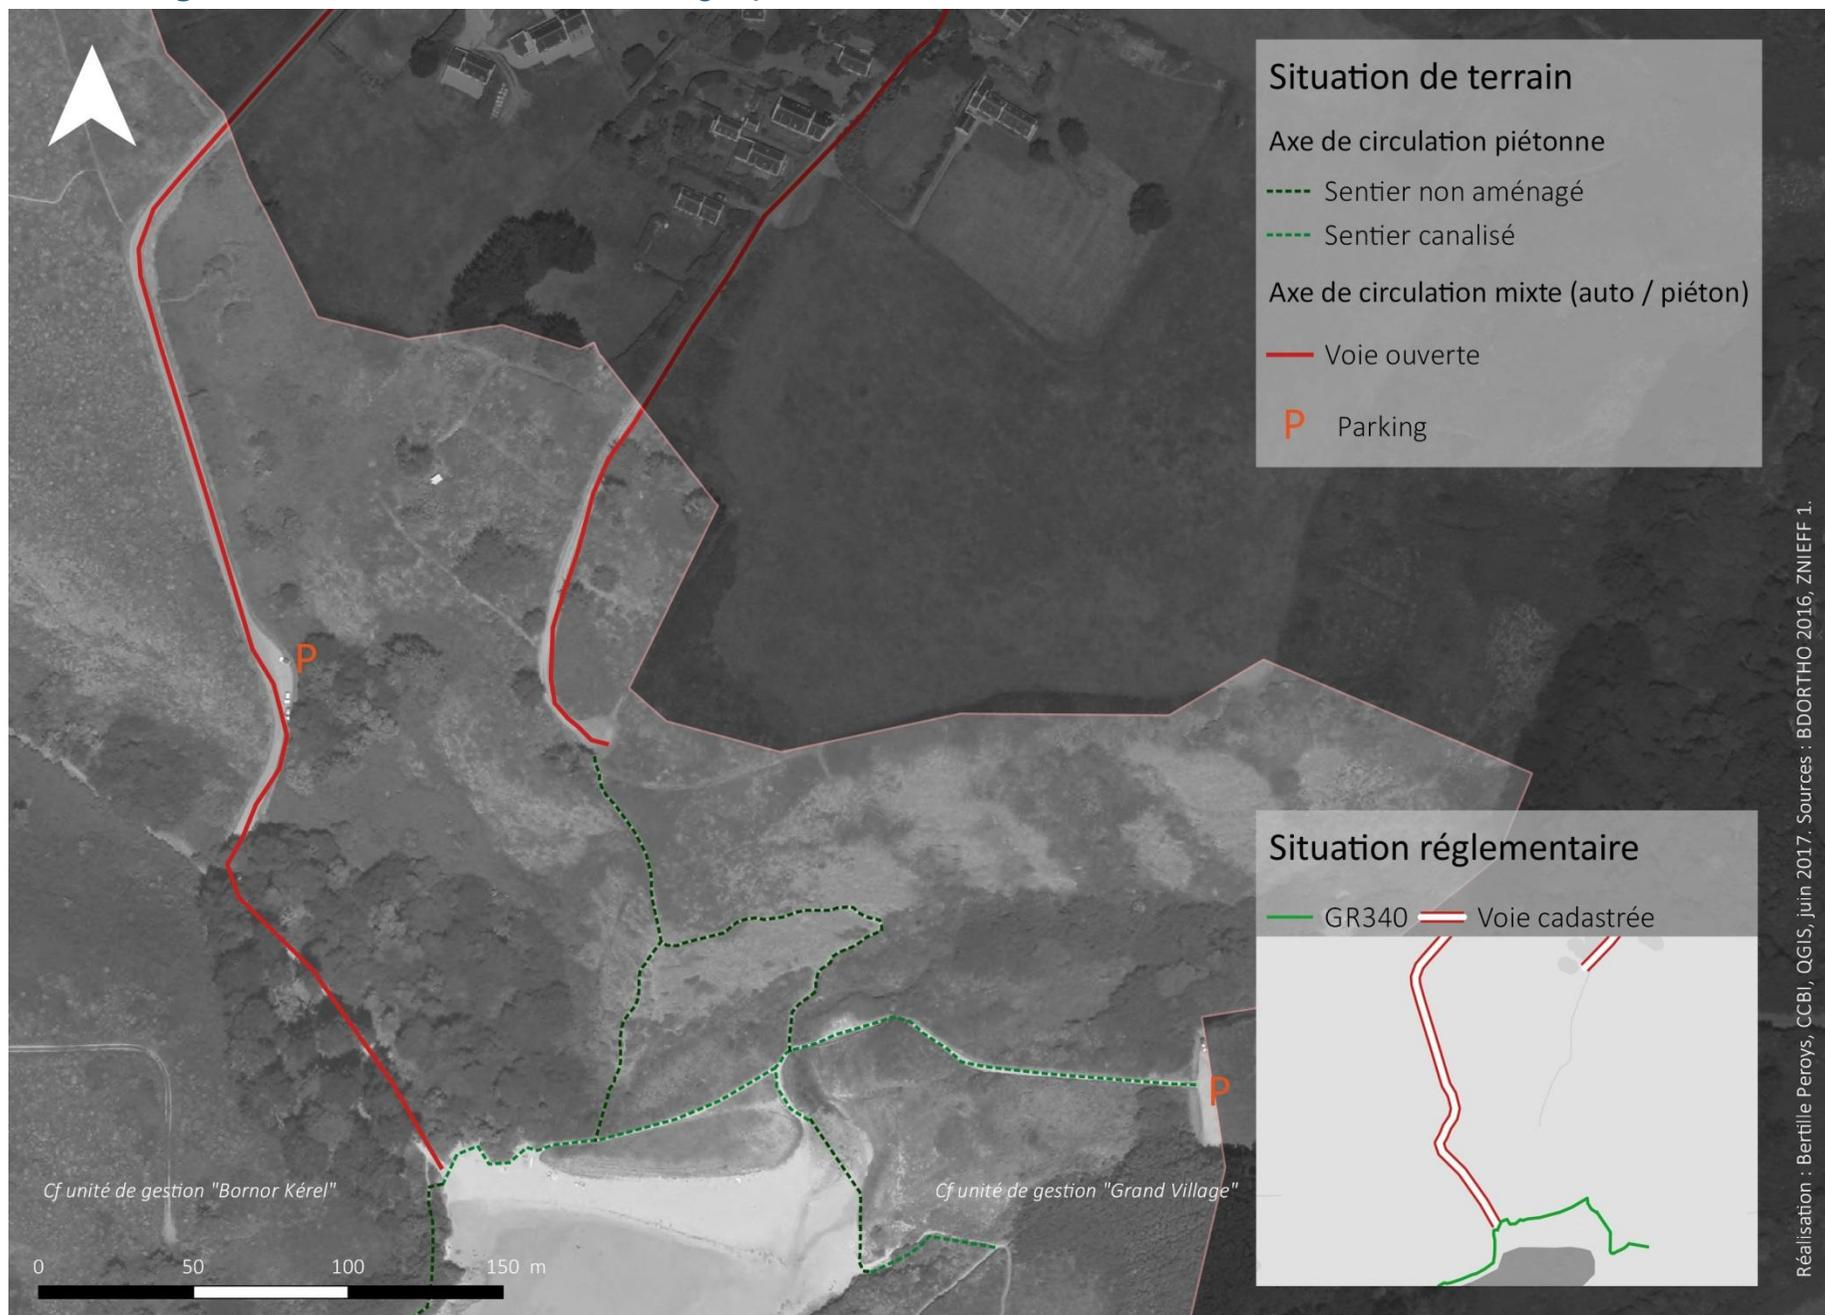 Situation de terrain
Axe de circulation piétonne
Sentier non aménagé
Sentier canalisé
Axe de circulation mixte (auto / piéton)
Voie ouverte
P Parking
P
P
Situation réglementaire
GR340 Voie cadastrée
Cf unité de gestion "Bornor Kérel"
Cf unité de gestion "Grand Village"
0 50 100 150 m
Réalisation : Bertile Peroys, CCBI, QGIS, juin 2017. Sources : BDORTHO 2016, ZNIEFF 1.